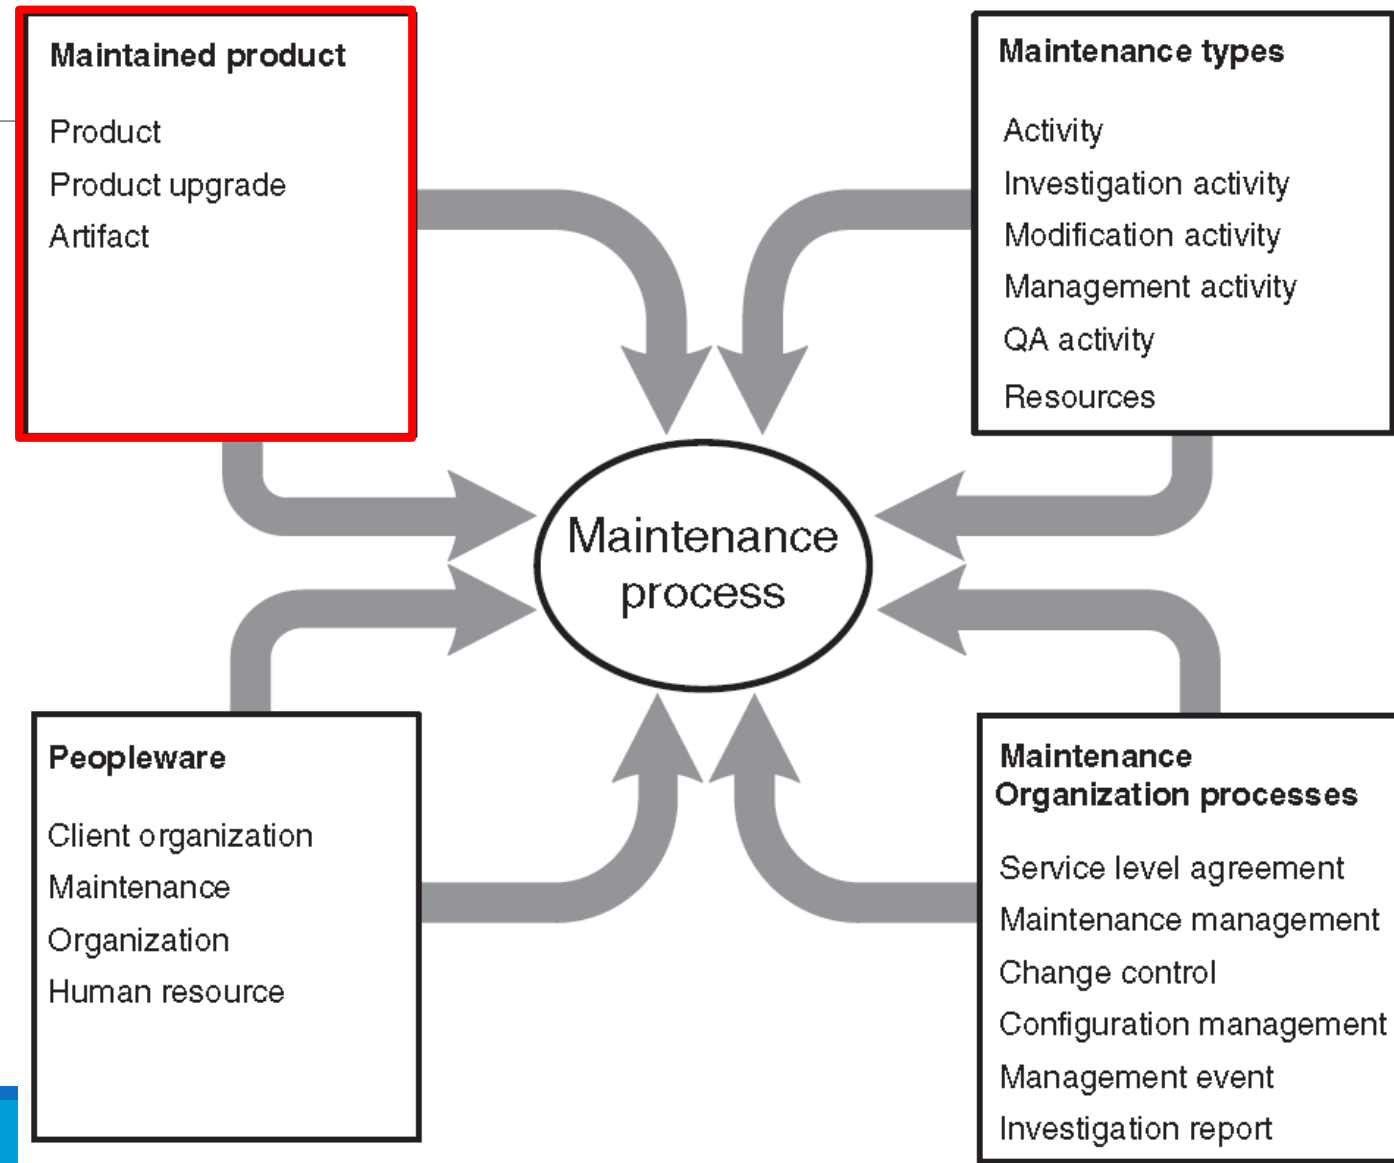 Maintained product
Product
Product upgrade
Artifact
Maintenance types
Activity
Investigation activity
Modification activity
Management activity
QA activity
Resources
Maintenance
process
Peopleware
Client organization
Maintenance
Organization
Human resource
Maintenance
Organization processes
Service level agreement
Maintenance management
Change control
Configuration management
Management event
Investigation report